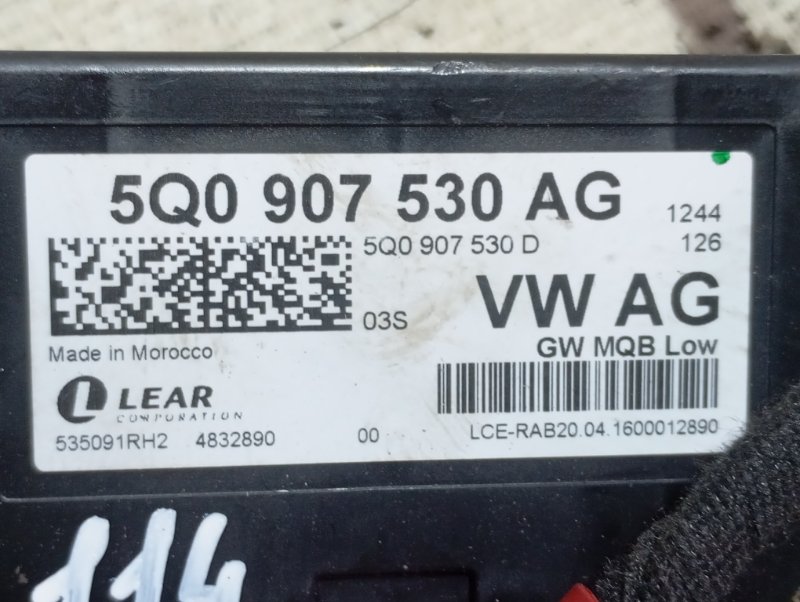 5Q0 907 530 AG 1244
5Q0 907 530 D 126
03S VW AG
Made in Morocco GW MQB Low
LEAR
CORPORATION
535091RH2 4832890 00 LCE-RAB20.04.1600012890
114